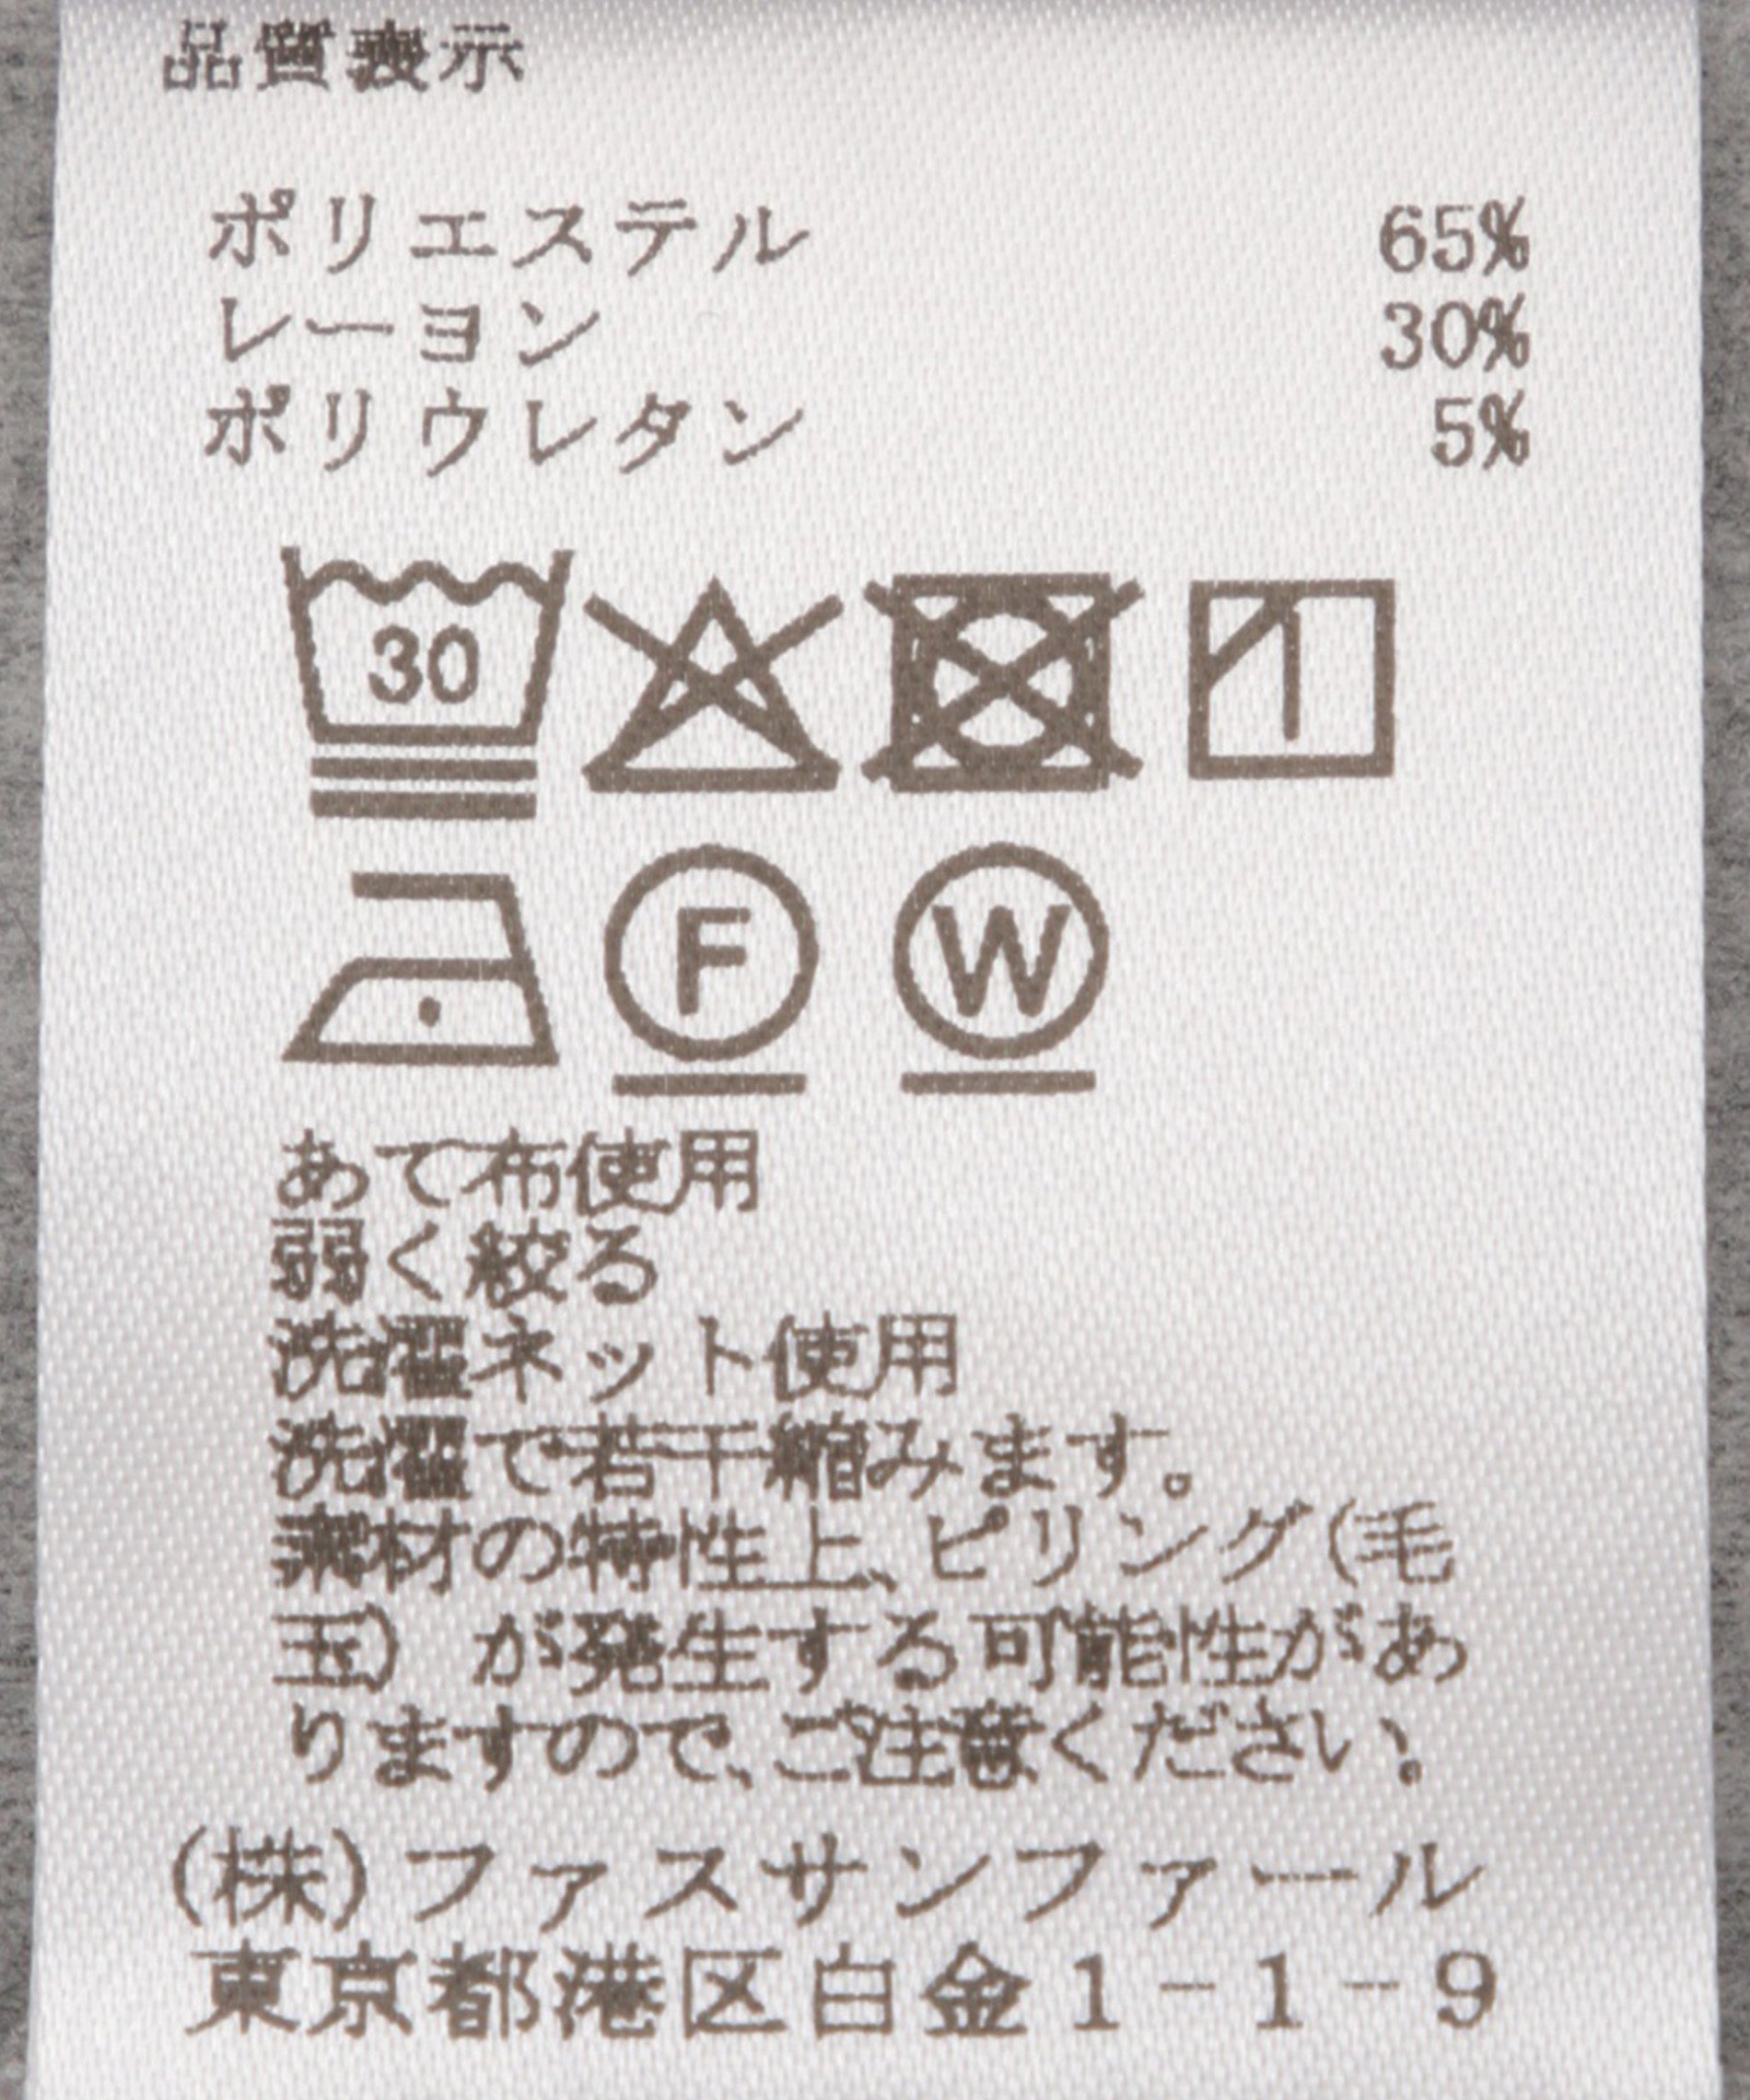 品質表示
ポリエステル 65%
レーヨン 30%
ポリウレタン 5%
30
F W
あて布使用
弱く絞る
洗濯ネット使用
洗濯で若干縮みます。
素材の特性上、ピリング(毛
玉)が発生する可能性があ
りますので、ご注意ください。
(株)ファスサンファール
東京都港区白金1-1-9